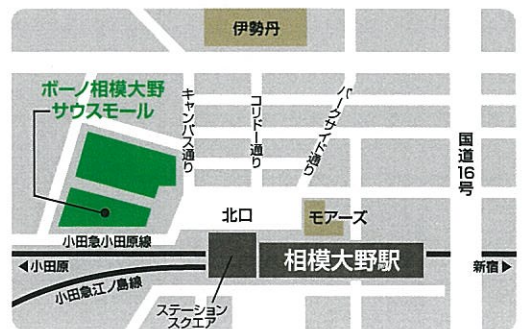 伊勢丹
ボーノ相模大野
サウスモール
キャンパス通り
コリドー通り
パークサイド通り
国道16号
北口
モアーズ
小田急小田原線
相模大野駅
◀小田原
新宿▶
小田急江ノ島線
ステーション
スクエア